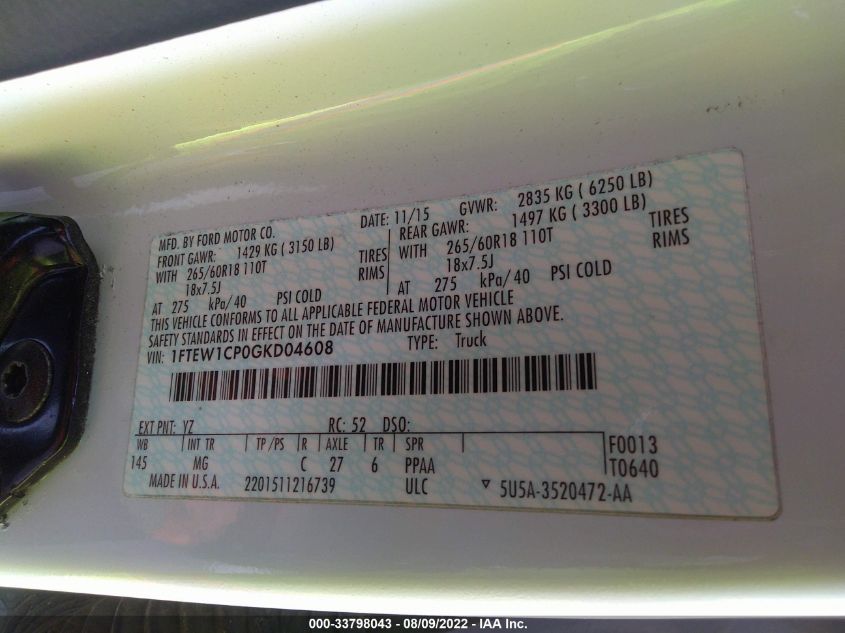 MFD. BY FORD MOTOR CO.
DATE: 11/15 GVWR: 2835 KG ( 6250 LB)
FRONT GAWR: 1429 KG ( 3150 LB) REAR GAWR: 1497 KG ( 3300 LB)
WITH 265/60R18 110T TIRES WITH 265/60R18 110T TIRES
18x7.5J RIMS 18x7.5J RIMS
AT 275 kPa/ 40 PSI COLD AT 275 kPa/ 40 PSI COLD
THIS VEHICLE CONFORMS TO ALL APPLICABLE FEDERAL MOTOR VEHICLE
SAFETY STANDARDS IN EFFECT ON THE DATE OF MANUFACTURE SHOWN ABOVE.
VIN: 1FTEW1CP0GKD04608 TYPE: Truck
EXT PNT: YZ RC: 52 DSO:
WB INT TR TP/PS R AXLE TR SPR F0013
145 MG C 27 6 PPAA T0640
MADE IN U.S.A. 2201511216739 ULC ▽ 5U5A-3520472-AA
000-33798043 - 08/09/2022 - IAA Inc.